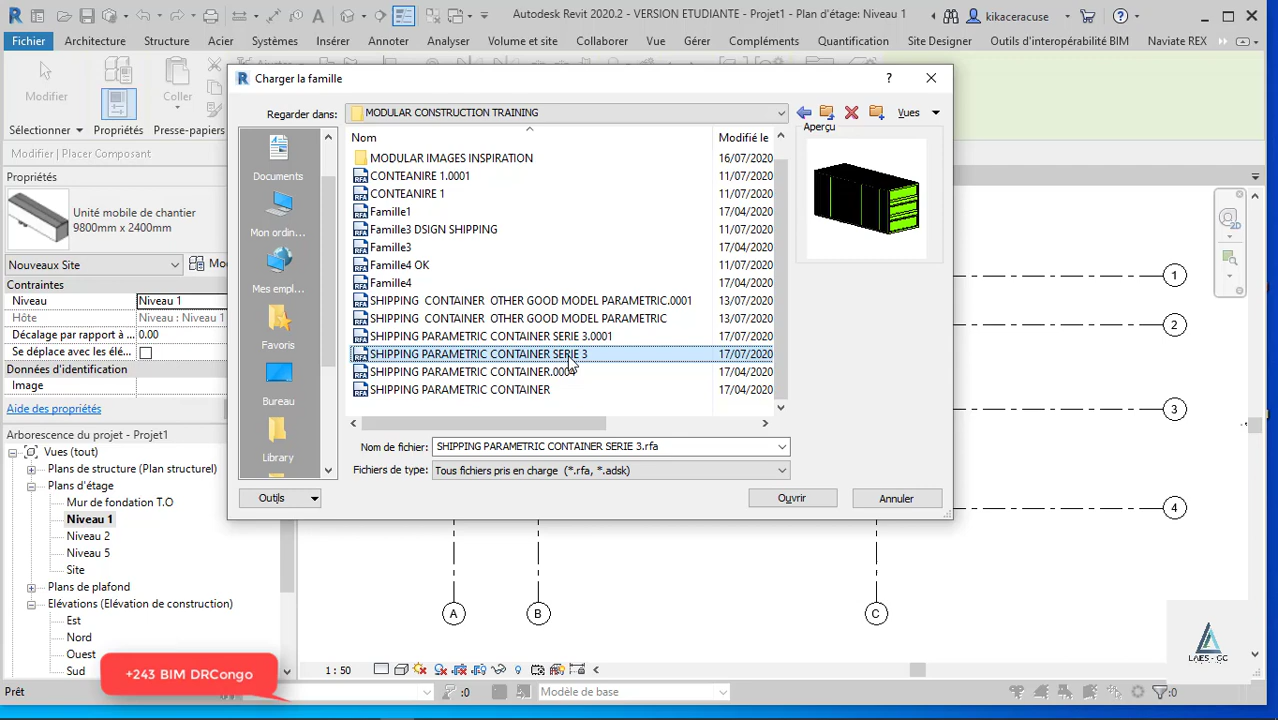 Autodesk Revit 2020.2 - VERSION ETUDIANTE - Projet1 - Plan d'étage: Niveau 1
kikaceracuse
Fichier Architecture Structure Acier Systèmes Insérer Annoter Analyser Volume et site Collaborer Vue Gérer Compléments Quantification Site Designer Outils d'interopérabilité BIM Naviate REX
Modifier
Coller
Sélectionner Propriétés Presse-papiers
Modifier | Placer Composant
Propriétés
Unité mobile de chantier
9800mm x 2400mm
Nouveaux Site
Contraintes
Niveau Niveau 1
Hôte Niveau : Niveau 1
Décalage par rapport à ... 0.00
Se déplace avec les élé...
Données d'identification
Image
Aide des propriétés
Arborescence du projet - Projet1
Vues (tout)
Plans de structure (Plan structurel)
Plans d'étage
Mur de fondation T.O
Niveau 1
Niveau 2
Niveau 5
Site
Plans de plafond
Elévations (Elévation de construction)
Est
Nord
Ouest
Sud
+243 BIM DRCongo
Prêt
Charger la famille
Regarder dans: MODULAR CONSTRUCTION TRAINING
Vues
Documents
Mon ordin...
Mes empl...
Favoris
Bureau
Library
Nom Modifié le
MODULAR IMAGES INSPIRATION 16/07/2020
CONTEANIRE 1.0001 11/07/2020
CONTEANIRE 1 11/07/2020
Famille1 17/04/2020
Famille3 DSIGN SHIPPING 11/07/2020
Famille3 17/04/2020
Famille4 OK 11/07/2020
Famille4 17/04/2020
SHIPPING CONTAINER OTHER GOOD MODEL PARAMETRIC.0001 13/07/2020
SHIPPING CONTAINER OTHER GOOD MODEL PARAMETRIC 13/07/2020
SHIPPING PARAMETRIC CONTAINER SERIE 3.0001 17/07/2020
SHIPPING PARAMETRIC CONTAINER SERIE 3 17/07/2020
SHIPPING PARAMETRIC CONTAINER.0004 17/04/2020
SHIPPING PARAMETRIC CONTAINER 17/04/2020
Aperçu
Nom de fichier: SHIPPING PARAMETRIC CONTAINER SERIE 3.rfa
Fichiers de type: Tous fichiers pris en charge (*.rfa, *.adsk)
Outils Ouvrir Annuler
2D
1
2
3
4
A B C
LAES - GC
1 : 50
:0 Modèle de base :0